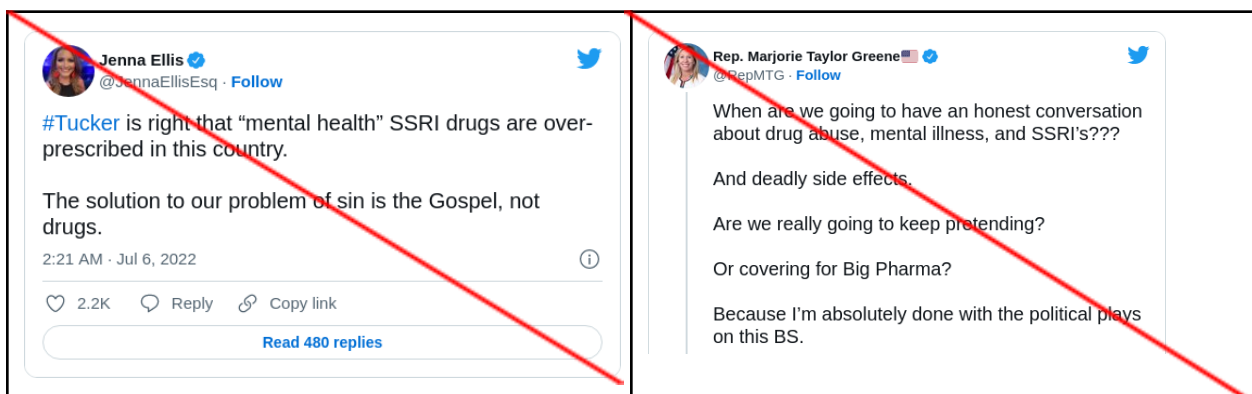 Jenna Ellis
@JennaEllisEsq · Follow
#Tucker is right that “mental health” SSRI drugs are over-
prescribed in this country.
The solution to our problem of sin is the Gospel, not
drugs.
2:21 AM · Jul 6, 2022
2.2K Reply Copy link
Read 480 replies
Rep. Marjorie Taylor Greene🇺🇸
@RepMTG · Follow
When are we going to have an honest conversation
about drug abuse, mental illness, and SSRI’s???
And deadly side effects.
Are we really going to keep pretending?
Or covering for Big Pharma?
Because I’m absolutely done with the political plays
on this BS.